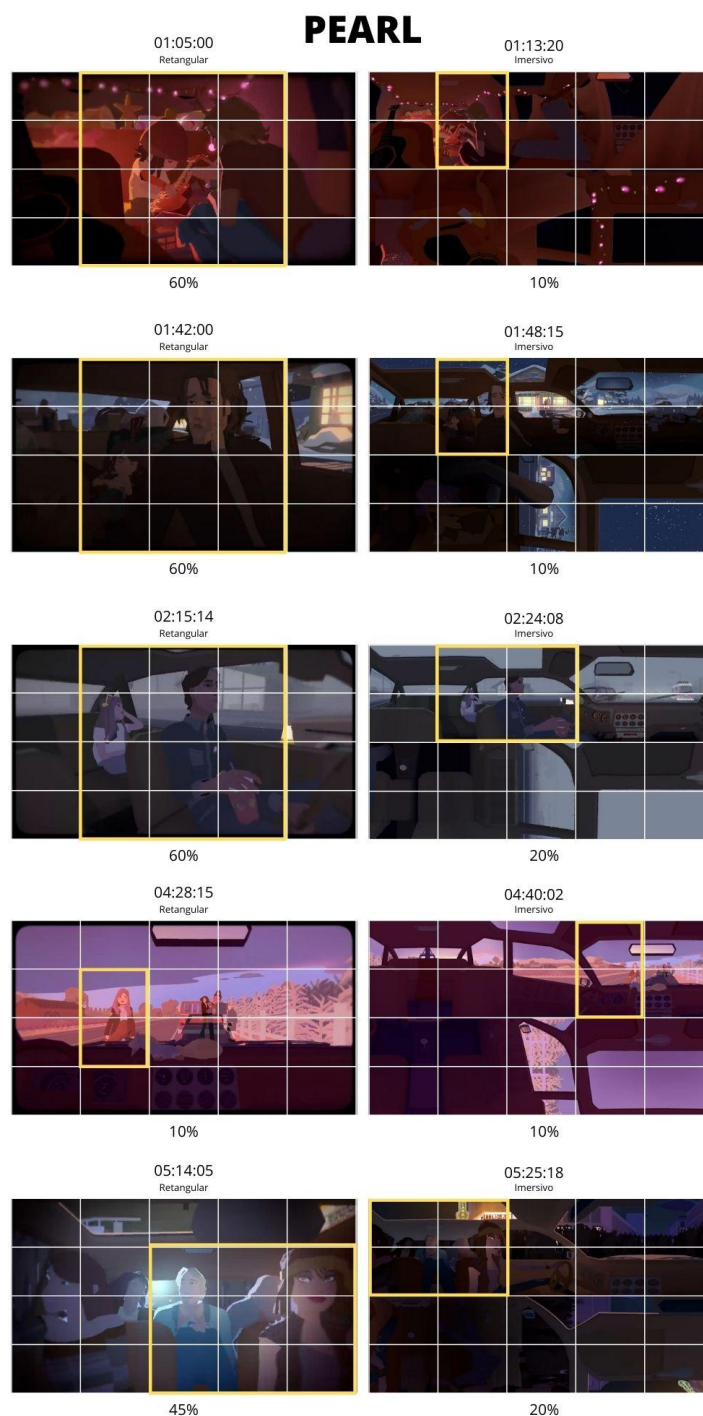 PEARL
01:05:00
Retangular
01:13:20
Imersivo
60%
10%
01:42:00
Retangular
01:48:15
Imersivo
60%
10%
02:15:14
Retangular
02:24:08
Imersivo
60%
20%
04:28:15
Retangular
04:40:02
Imersivo
10%
10%
05:14:05
Retangular
05:25:18
Imersivo
45%
20%